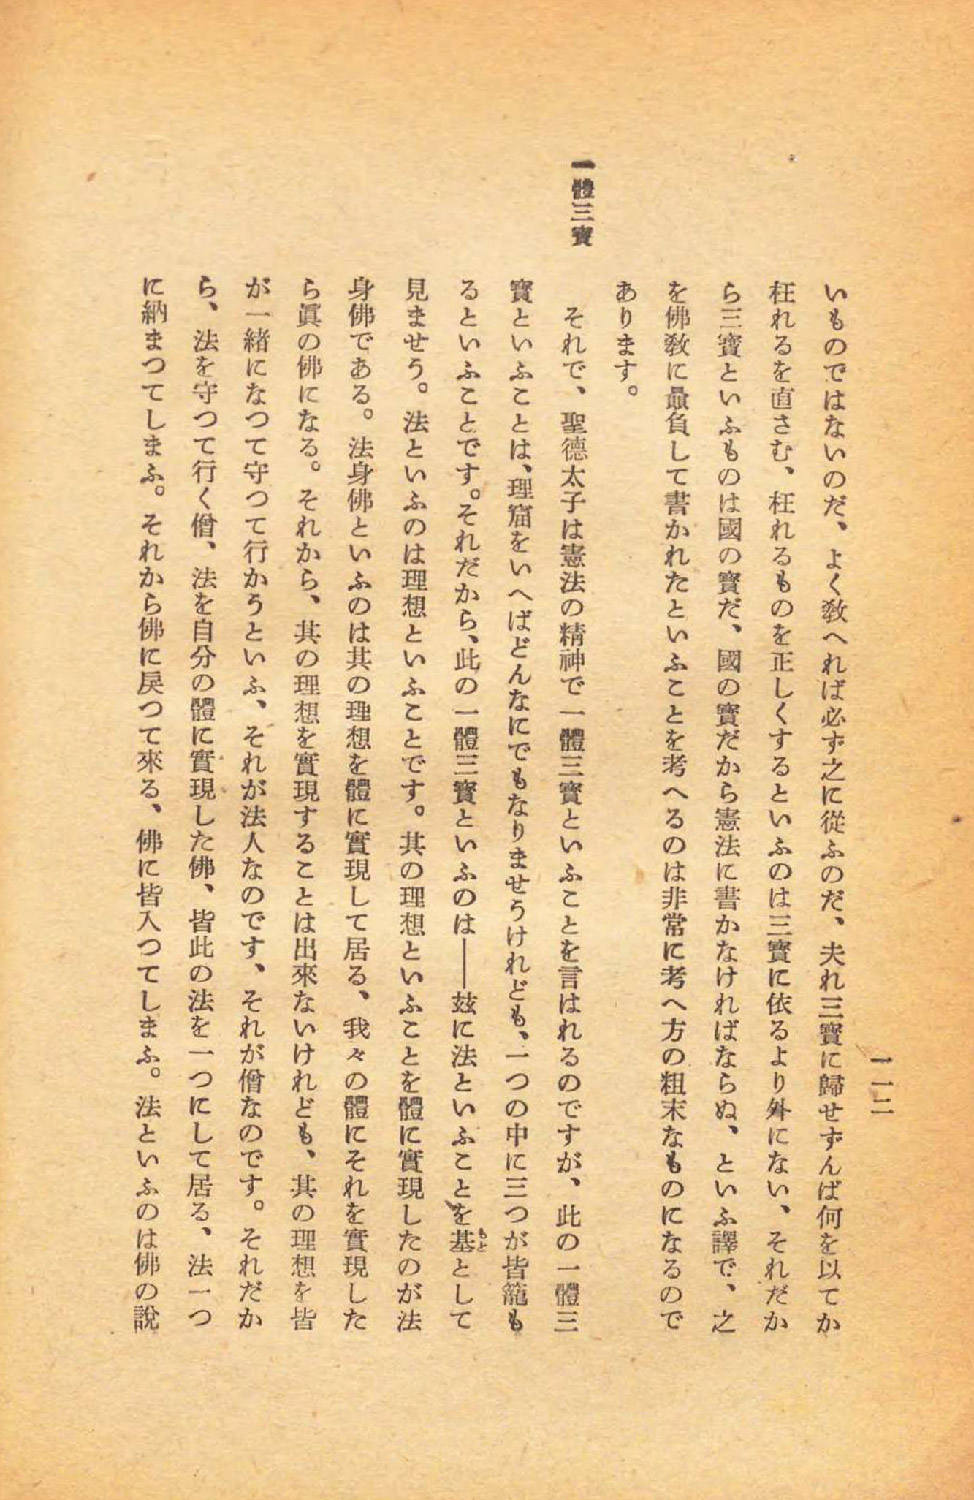 一一二
いものではないのだ、よく敎へれば必ず之に從ふのだ、夫れ三寶に歸せずんば何を以てか
枉れるを直さむ、枉れるものを正しくするといふのは三寶に依るより外にない、それだか
ら三寶といふものは國の寶だ、國の寶だから憲法に書かなければならぬ、といふ譯で、之
を佛敎に贔負して書かれたといふことを考へるのは非常に考へ方の粗末なものになるので
あります。
一體三寶
それで、聖德太子は憲法の精神で一體三寶といふことを言はれるのですが、此の一體三
寶といふことは、理窟をいへばどんなにでもなりませうけれども、一つの中に三つが皆籠も
るといふことです。それだから、此の一體三寶といふのは――玆に法といふことを基もととして
見ませう。法といふのは理想といふことです。其の理想といふことを體に實現したのが法
身佛である。法身佛といふのは其の理想を體に實現して居る、我々の體にそれを實現した
ら眞の佛になる。それから、其の理想を實現することは出來ないけれども、其の理想を皆
が一緖になつて守つて行かうといふ、それが法人なのです、それが僧なのです。それだか
ら、法を守つて行く僧、法を自分の體に實現した佛、皆此の法を一つにして居る、法一つ
に納まつてしまふ。それから佛に戾つて來る、佛に皆入つてしまふ。法といふのは佛の說